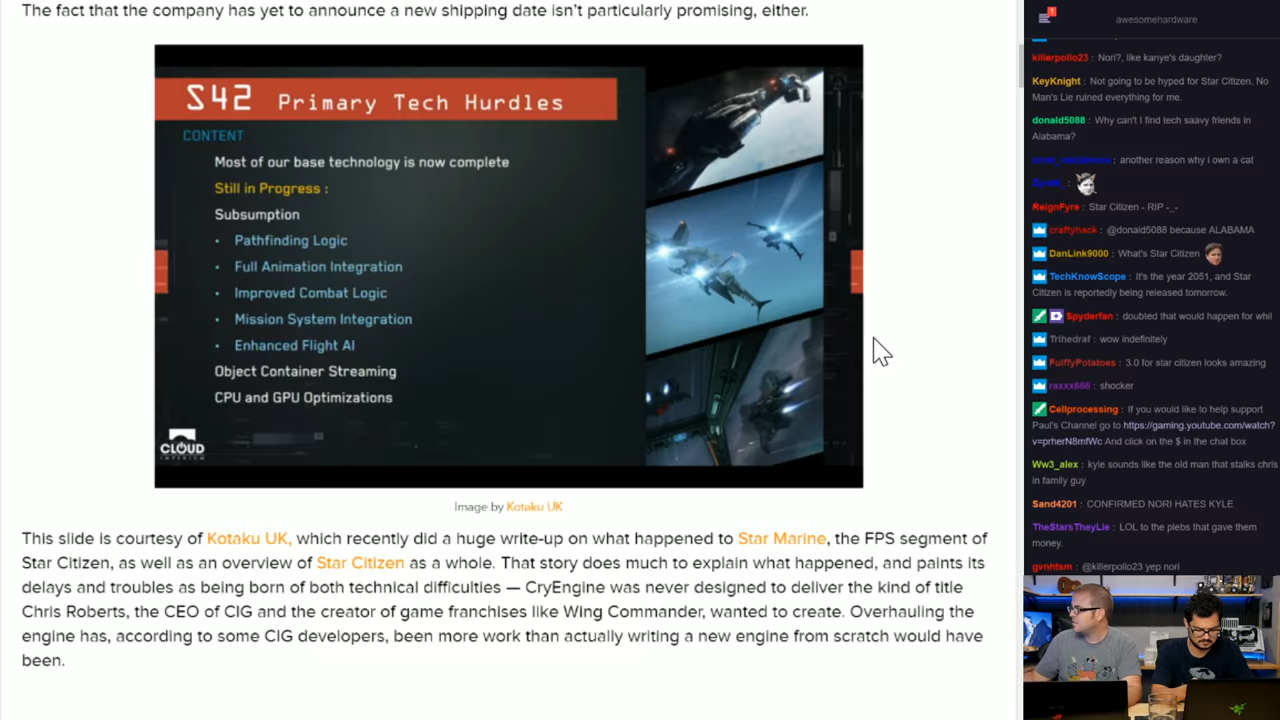 The fact that the company has yet to announce a new shipping date isn't particularly promising, either.
S42 Primary Tech Hurdles
CONTENT
Most of our base technology is now complete
Still in Progress :
Subsumption
• Pathfinding Logic
• Full Animation Integration
• Improved Combat Logic
• Mission System Integration
• Enhanced Flight AI
Object Container Streaming
CPU and GPU Optimizations
CLOUD
IMPERIUM
Image by Kotaku UK
This slide is courtesy of Kotaku UK, which recently did a huge write-up on what happened to Star Marine, the FPS segment of
Star Citizen, as well as an overview of Star Citizen as a whole. That story does much to explain what happened, and paints its
delays and troubles as being born of both technical difficulties — CryEngine was never designed to deliver the kind of title
Chris Roberts, the CEO of CIG and the creator of game franchises like Wing Commander, wanted to create. Overhauling the
engine has, according to some CIG developers, been more work than actually writing a new engine from scratch would have
been.
1
awesomehardware
killerpollo23 : Nori?, like kanye's daughter?
KeyKnight : Not going to be hyped for Star Citizen. No
Man's Lie ruined everything for me.
donald5088 : Why can't I find tech saavy friends in
Alabama?
: another reason why i own a cat
ReignFyre : Star Citizen - RIP -_-
craftyhack : @donald5088 because ALABAMA
DanLink9000 : What's Star Citizen
TechKnowScope : It's the year 2051, and Star
Citizen is reportedly being released tomorrow.
Spyderfan : doubted that would happen for whil
Trihedraf : wow indefinitely
FulffyPotatoes : 3.0 for star citizen looks amazing
raxxx666 : shocker
Cellprocessing : If you would like to help support
Paul's Channel go to https://gaming.youtube.com/watch?
v=prherN8mfWc And click on the $ in the chat box
Ww3_alex : kyle sounds like the old man that stalks chris
in family guy
Sand4201 : CONFIRMED NORI HATES KYLE
TheStarsTheyLie : LOL to the plebs that gave them
money.
gvnhtsm : @killerpollo23 yep nori